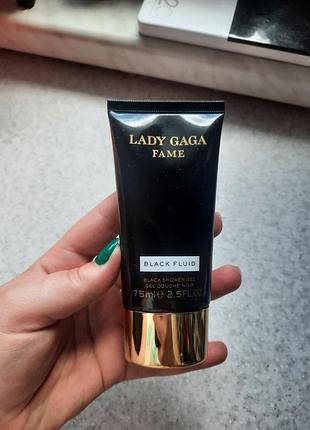 LADY GAGA
FAME
BLACK FLUID
BLACK SHOWER GEL
GEL DOUCHE NOIR
75ml e 2.5FL.OZ